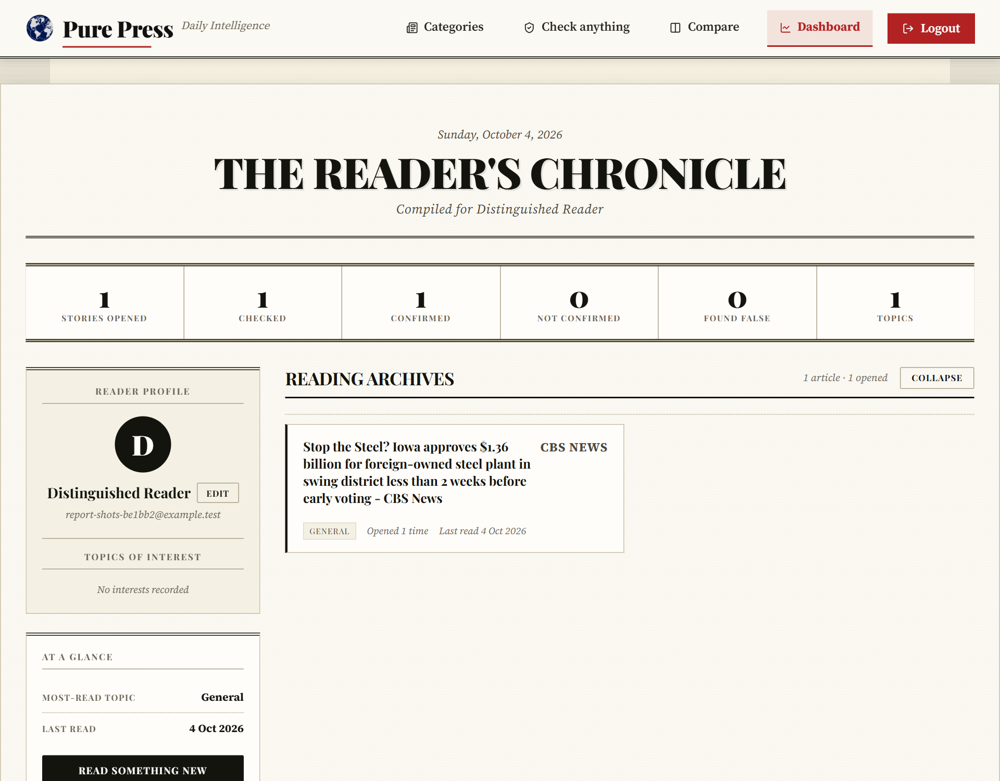 Pure Press
Daily Intelligence
Categories
Check anything
Compare
Dashboard
Logout
Sunday, October 4, 2026
THE READER'S CHRONICLE
Compiled for Distinguished Reader
1
STORIES OPENED
1
CHECKED
1
CONFIRMED
0
NOT CONFIRMED
0
FOUND FALSE
1
TOPICS
READER PROFILE
D
Distinguished Reader
EDIT
report-shots-be1bb2@example.test
TOPICS OF INTEREST
No interests recorded
AT A GLANCE
MOST-READ TOPIC
General
LAST READ
4 Oct 2026
READ SOMETHING NEW
READING ARCHIVES
1 article · 1 opened
COLLAPSE
Stop the Steel? Iowa approves $1.36
billion for foreign-owned steel plant in
swing district less than 2 weeks before
early voting - CBS News
CBS NEWS
GENERAL
Opened 1 time
Last read 4 Oct 2026